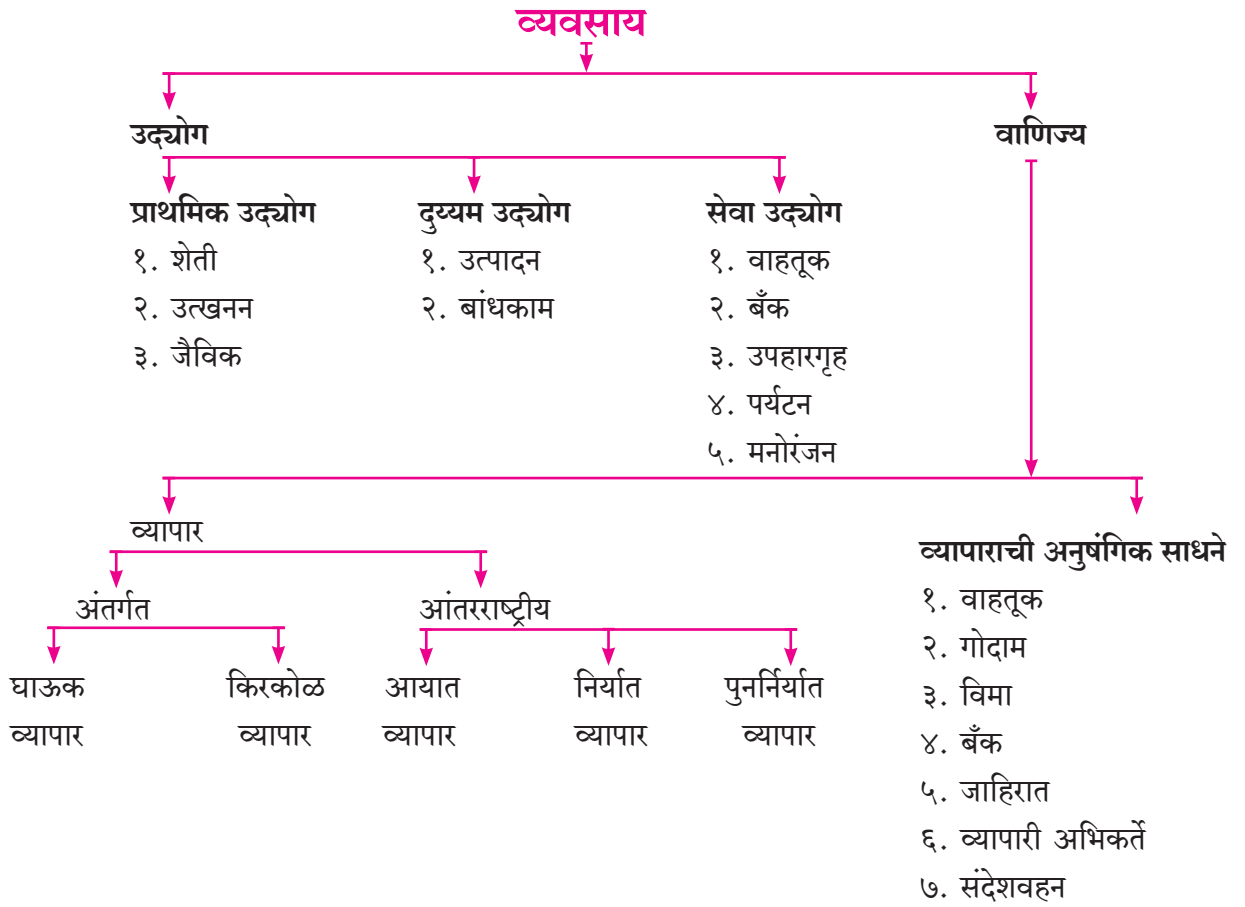 व्यवसाय
उद्योग
वाणिज्य
प्राथमिक उद्योग
१. शेती
२. उत्खनन
३. जैविक
दुय्यम उद्योग
१. उत्पादन
२. बांधकाम
सेवा उद्योग
१. वाहतूक
२. बँक
३. उपहारगृह
४. पर्यटन
५. मनोरंजन
व्यापार
अंतर्गत
आंतरराष्ट्रीय
घाऊक
व्यापार
किरकोळ
व्यापार
आयात
व्यापार
निर्यात
व्यापार
पुनर्निर्यात
व्यापार
व्यापाराची अनुषंगिक साधने
१. वाहतूक
२. गोदाम
३. विमा
४. बँक
५. जाहिरात
६. व्यापारी अभिकर्ते
७. संदेशवहन